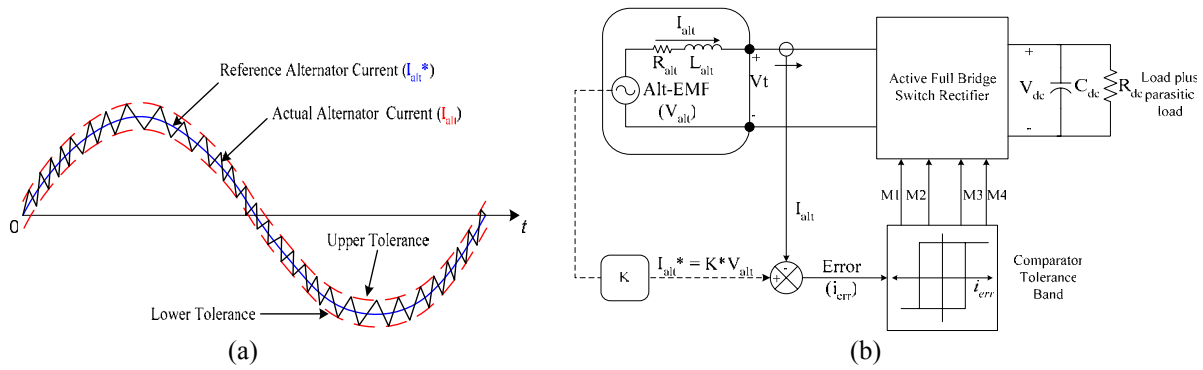 Reference Alternator Current (Ialt*)
Actual Alternator Current (Ialt)
0
t
Upper Tolerance
Lower Tolerance
(a)
Ialt
Ralt
Lalt
+
Vt
-
Alt-EMF
(Valt)
Active Full Bridge
Switch Rectifier
+
Vdc
-
Cdc
Rdc
Load plus
parasitic
load
M1
M2
M3
M4
Ialt
K
Ialt* = K*Valt
+
-
Error
(ierr)
ierr
Comparator
Tolerance
Band
(b)